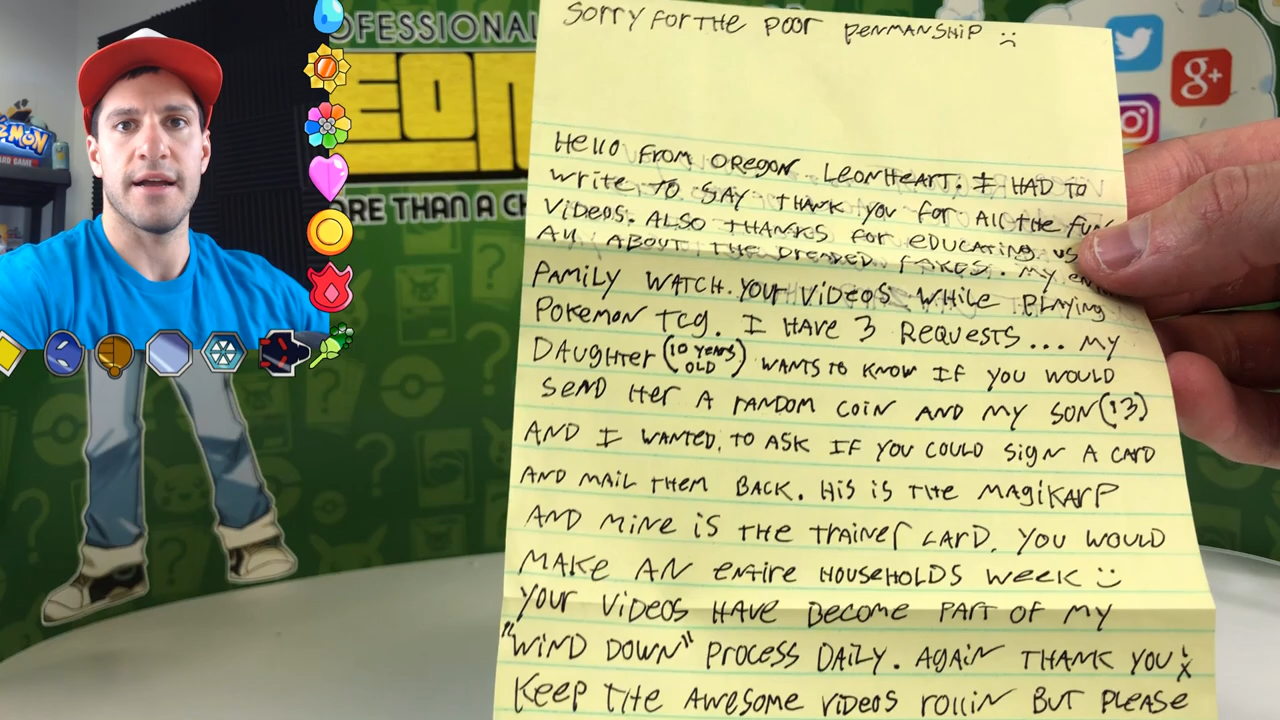 PROFESSIONAL
LEON
MORE THAN A CH
KÉMON
CARD GAME
g+
Sorry for the poor penmanship :(
Hello from Oregon Leonheart. I had to
write to say thank you for all the fun
videos. Also thanks for educating us
all about the dreaded fakes. My
family watch your videos while playing
Pokemon TCG. I have 3 requests... My
daughter (10 years old) wants to know if you would
send her a random coin and my son (13)
and I wanted, to ask if you could sign a card
and mail them back. His is the Magikarp
and mine is the trainer card. You would
make an entire households week :)
Your videos have become part of my
"wind down" process daily. Again thank you
Keep the awesome videos rollin but please